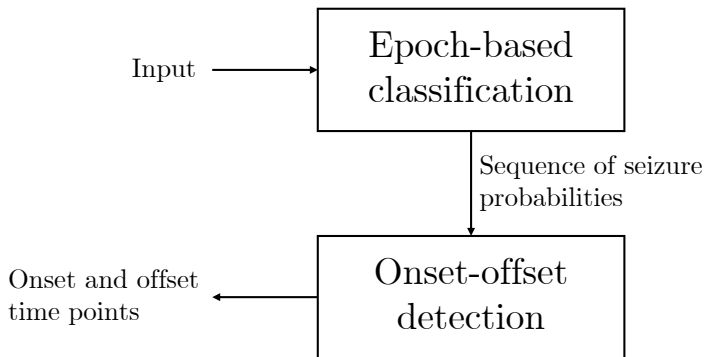 Epoch-based
classification
Input
Sequence of seizure
probabilities
Onset-offset
detection
Onset and offset
time points